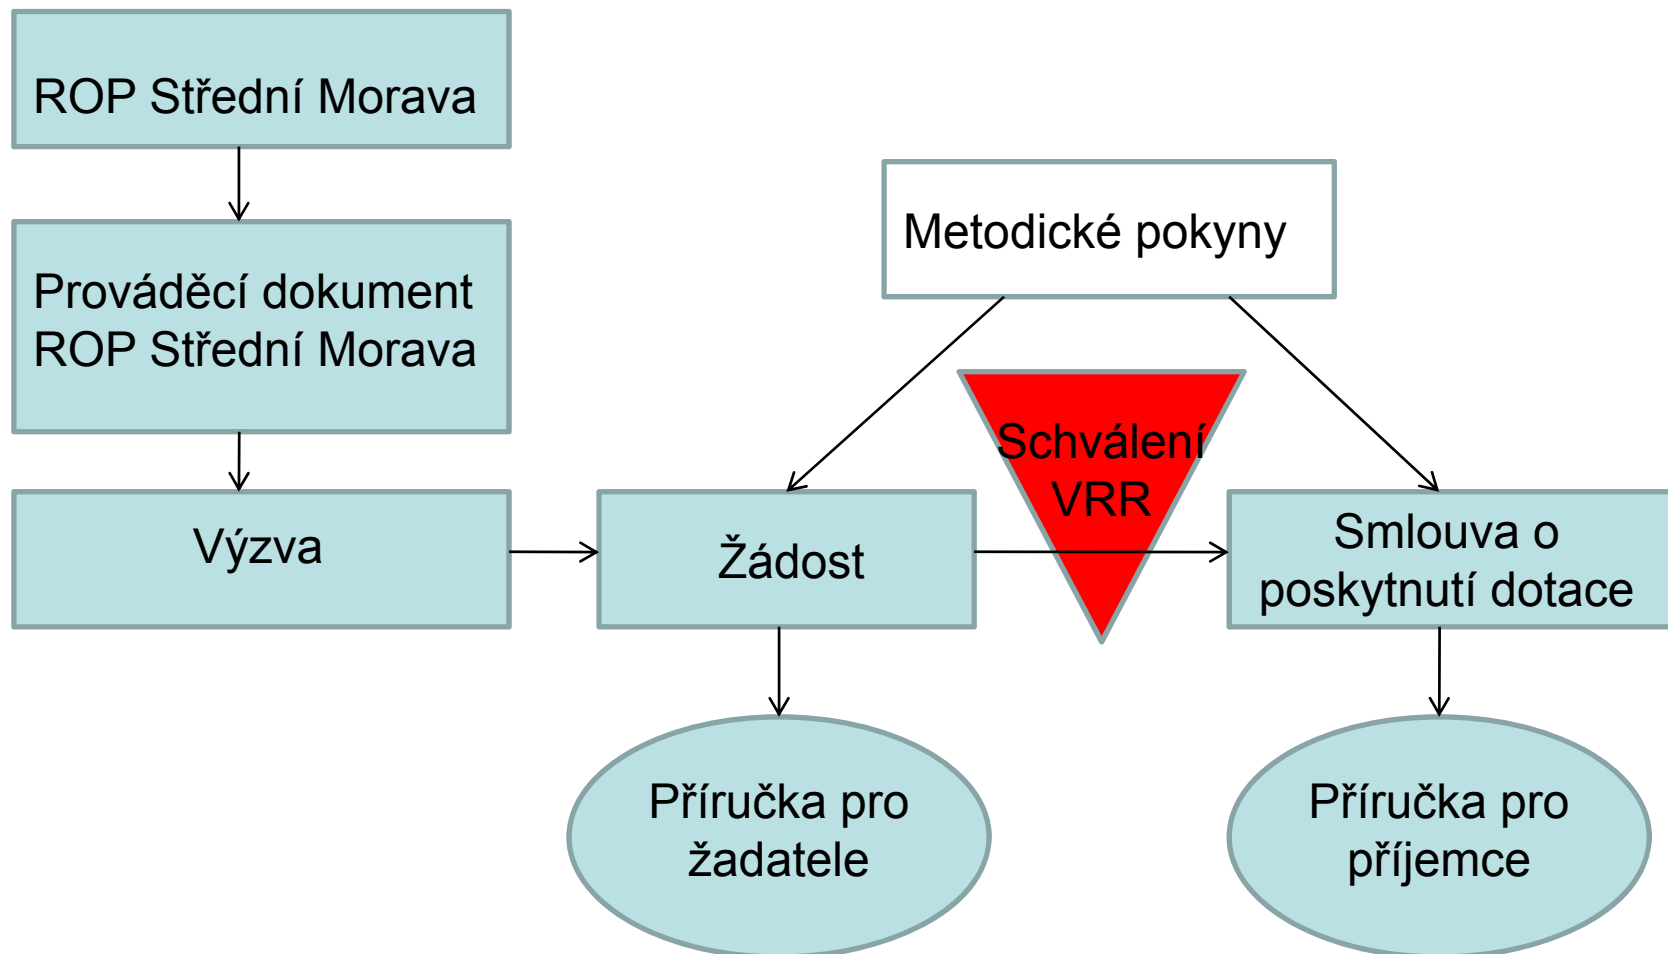 ROP Střední Morava
Prováděcí dokument
ROP Střední Morava
Metodické pokyny
Schválení
VRR
Výzva
Žádost
Smlouva o
poskytnutí dotace
Příručka pro
žadatele
Příručka pro
příjemce